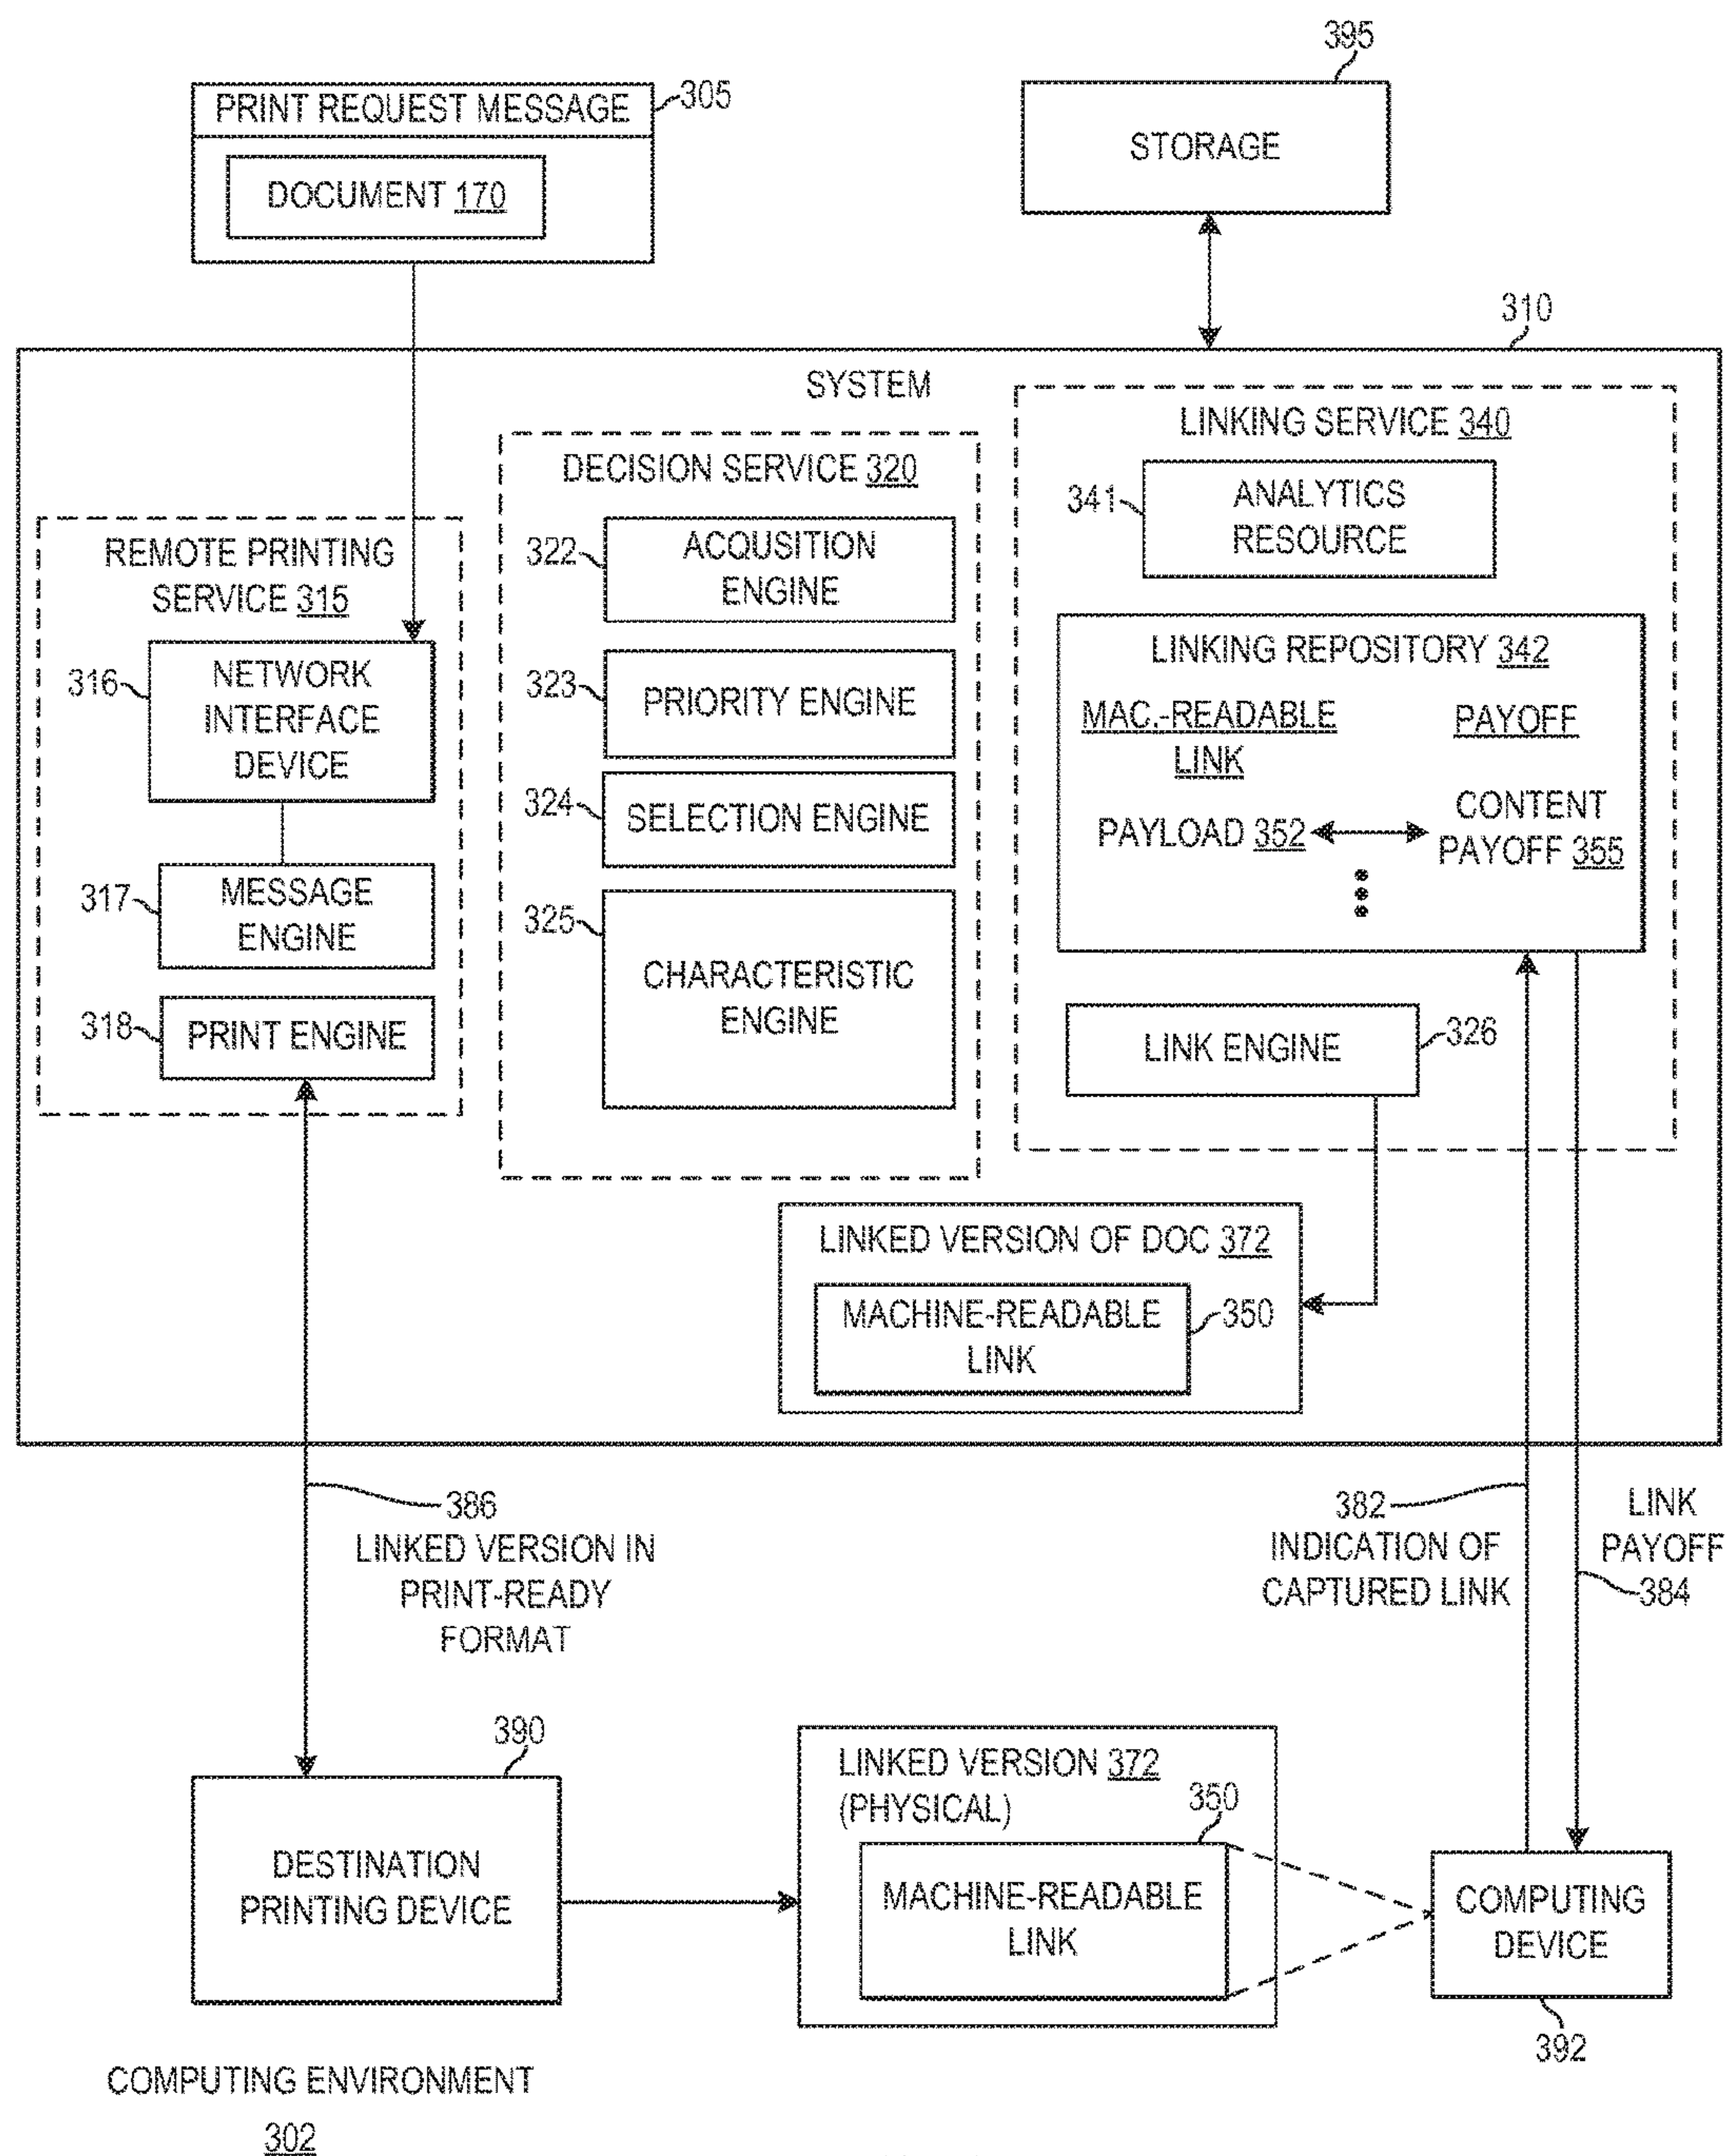 395
PRINT REQUEST MESSAGE
305
DOCUMENT 170
STORAGE
310
SYSTEM
REMOTE PRINTING
SERVICE 315
316
NETWORK
INTERFACE
DEVICE
317
MESSAGE
ENGINE
318
PRINT ENGINE
DECISION SERVICE 320
322
ACQUSITION
ENGINE
323
PRIORITY ENGINE
324
SELECTION ENGINE
325
CHARACTERISTIC
ENGINE
LINKING SERVICE 340
341
ANALYTICS
RESOURCE
LINKING REPOSITORY 342
MAC.-READABLE
LINK
PAYOFF
PAYLOAD 352
CONTENT
PAYOFF 355
LINK ENGINE
326
LINKED VERSION OF DOC 372
MACHINE-READABLE
LINK
350
386
LINKED VERSION IN
PRINT-READY
FORMAT
382
INDICATION OF
CAPTURED LINK
LINK
PAYOFF
384
390
DESTINATION
PRINTING DEVICE
LINKED VERSION 372
(PHYSICAL)
350
MACHINE-READABLE
LINK
COMPUTING
DEVICE
392
COMPUTING ENVIRONMENT
302